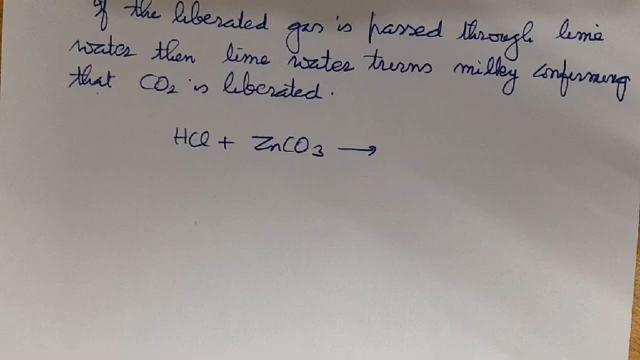 If the liberated gas is passed through lime
water then lime water turns milky confirming
that CO2 is liberated.
HCl + ZnCO3 ⟶